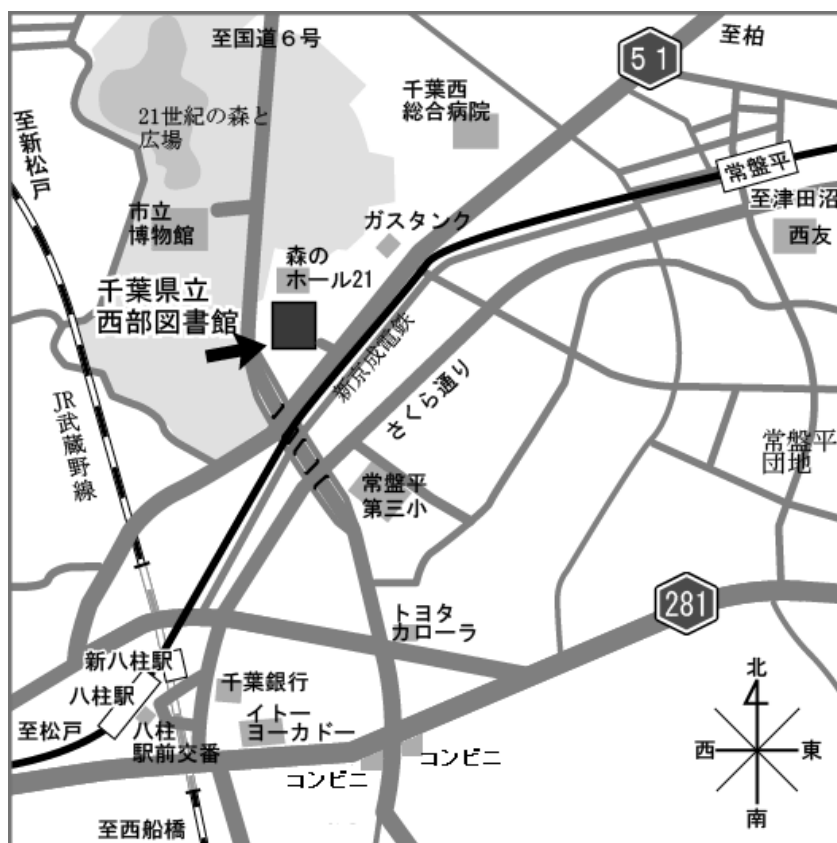 至国道６号
５１
至柏
千葉西
総合病院
21世紀の森と
広場
至新松戸
常盤平
至津田沼
西友
市立
博物館
ガスタンク
森の
ホール21
千葉県立
西部図書館
新京成電鉄
さくら通り
JR武蔵野線
常盤平
団地
常盤平
第三小
281
トヨタ
カローラ
新八柱駅
八柱駅
千葉銀行
至松戸
八柱
駅前交番
イトー
ヨーカドー
コンビニ
コンビニ
至西船橋
北
西
東
南